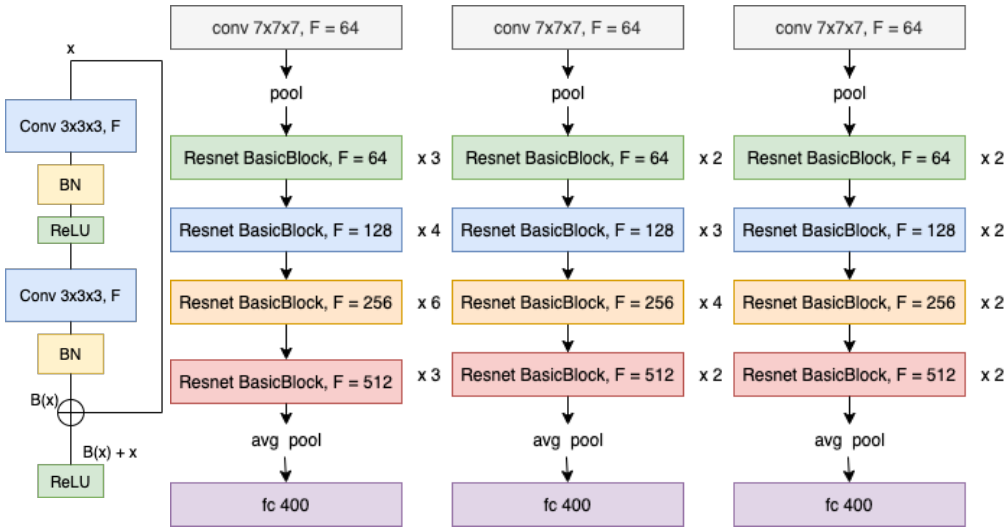 x
Conv 3x3x3, F
BN
ReLU
Conv 3x3x3, F
BN
B(x)
B(x) + x
ReLU
conv 7x7x7, F = 64
pool
Resnet BasicBlock, F = 64
x 3
Resnet BasicBlock, F = 128
x 4
Resnet BasicBlock, F = 256
x 6
Resnet BasicBlock, F = 512
x 3
avg pool
fc 400
conv 7x7x7, F = 64
pool
Resnet BasicBlock, F = 64
x 2
Resnet BasicBlock, F = 128
x 3
Resnet BasicBlock, F = 256
x 4
Resnet BasicBlock, F = 512
x 2
avg pool
fc 400
conv 7x7x7, F = 64
pool
Resnet BasicBlock, F = 64
x 2
Resnet BasicBlock, F = 128
x 2
Resnet BasicBlock, F = 256
x 2
Resnet BasicBlock, F = 512
x 2
avg pool
fc 400